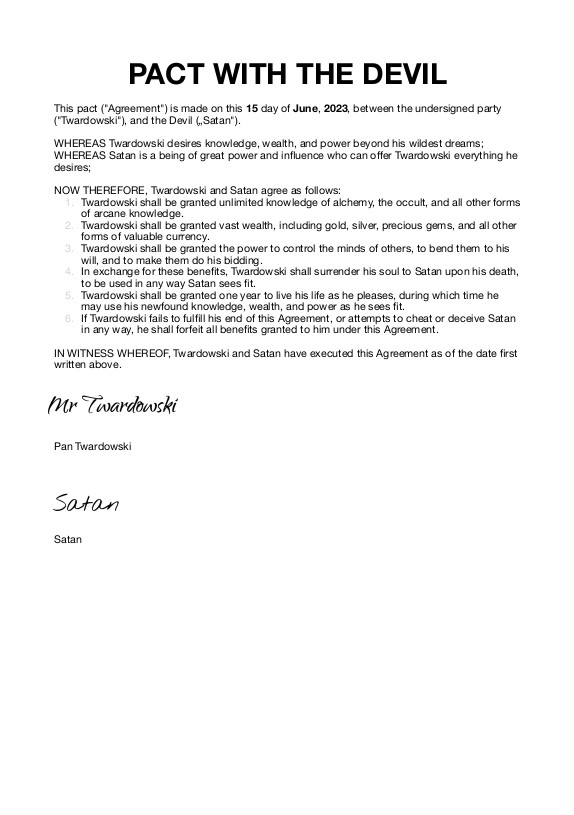 PACT WITH THE DEVIL
This pact ("Agreement") is made on this 15 day of June, 2023, between the undersigned party
("Twardowski"), and the Devil („Satan").
WHEREAS Twardowski desires knowledge, wealth, and power beyond his wildest dreams;
WHEREAS Satan is a being of great power and influence who can offer Twardowski everything he
desires;
NOW THEREFORE, Twardowski and Satan agree as follows:
1. Twardowski shall be granted unlimited knowledge of alchemy, the occult, and all other forms
of arcane knowledge.
2. Twardowski shall be granted vast wealth, including gold, silver, precious gems, and all other
forms of valuable currency.
3. Twardowski shall be granted the power to control the minds of others, to bend them to his
will, and to make them do his bidding.
4. In exchange for these benefits, Twardowski shall surrender his soul to Satan upon his death,
to be used in any way Satan sees fit.
5. Twardowski shall be granted one year to live his life as he pleases, during which time he
may use his newfound knowledge, wealth, and power as he sees fit.
6. If Twardowski fails to fulfill his end of this Agreement, or attempts to cheat or deceive Satan
in any way, he shall forfeit all benefits granted to him under this Agreement.
IN WITNESS WHEREOF, Twardowski and Satan have executed this Agreement as of the date first
written above.
Mr Twardowski
Pan Twardowski
Satan
Satan